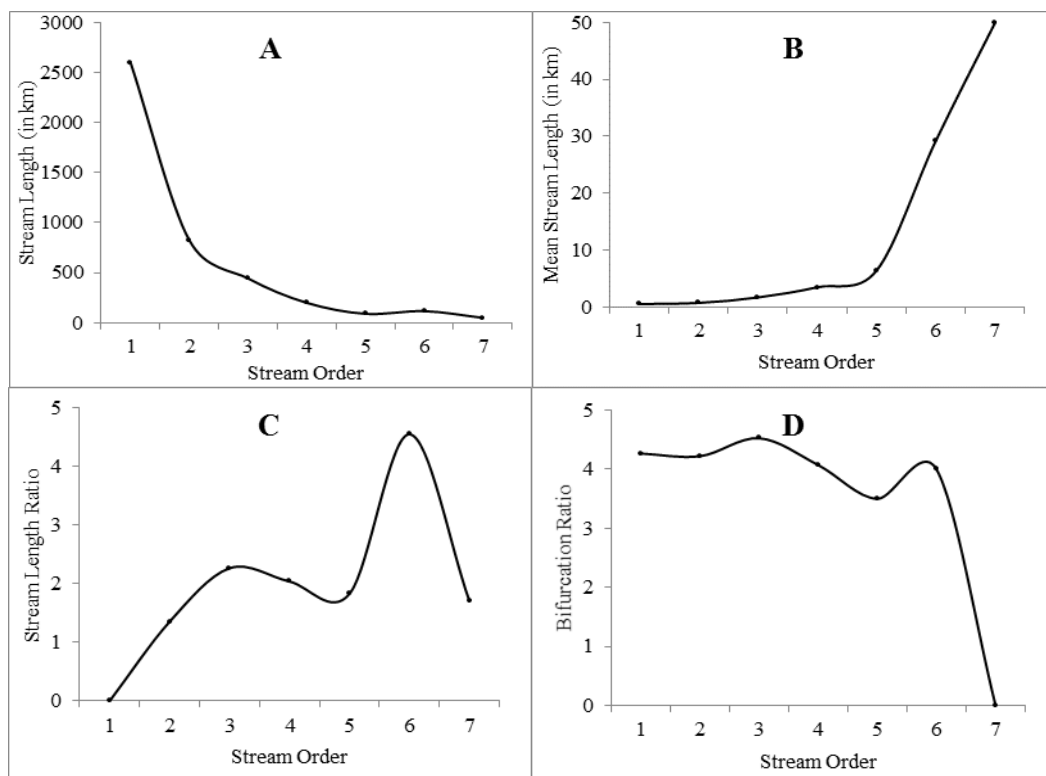 A
Stream Length (in km)
3000
2500
2000
1500
1000
500
0
1 2 3 4 5 6 7
Stream Order
B
Mean Stream Length (in km)
50
40
30
20
10
0
1 2 3 4 5 6 7
Stream Order
C
Stream Length Ratio
5
4
3
2
1
0
1 2 3 4 5 6 7
Stream Order
D
Bifurcation Ratio
5
4
3
2
1
0
1 2 3 4 5 6 7
Stream Order